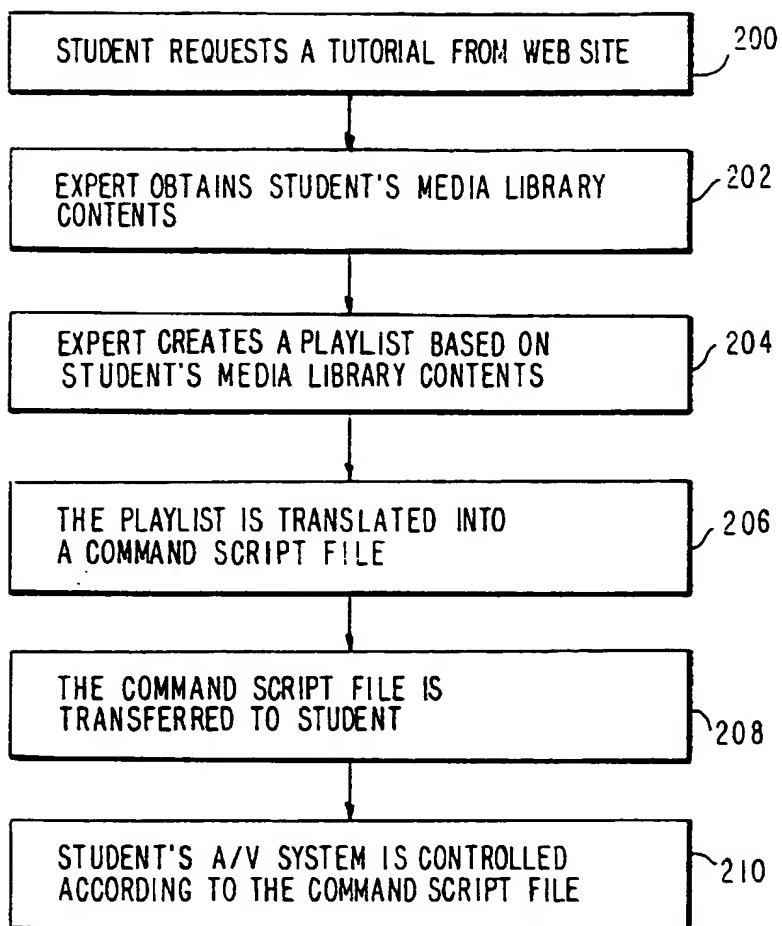 STUDENT REQUESTS A TUTORIAL FROM WEB SITE
200
EXPERT OBTAINS STUDENT'S MEDIA LIBRARY
CONTENTS
202
EXPERT CREATES A PLAYLIST BASED ON
STUDENT'S MEDIA LIBRARY CONTENTS
204
THE PLAYLIST IS TRANSLATED INTO
A COMMAND SCRIPT FILE
206
THE COMMAND SCRIPT FILE IS
TRANSFERRED TO STUDENT
208
STUDENT'S A/V SYSTEM IS CONTROLLED
ACCORDING TO THE COMMAND SCRIPT FILE
210